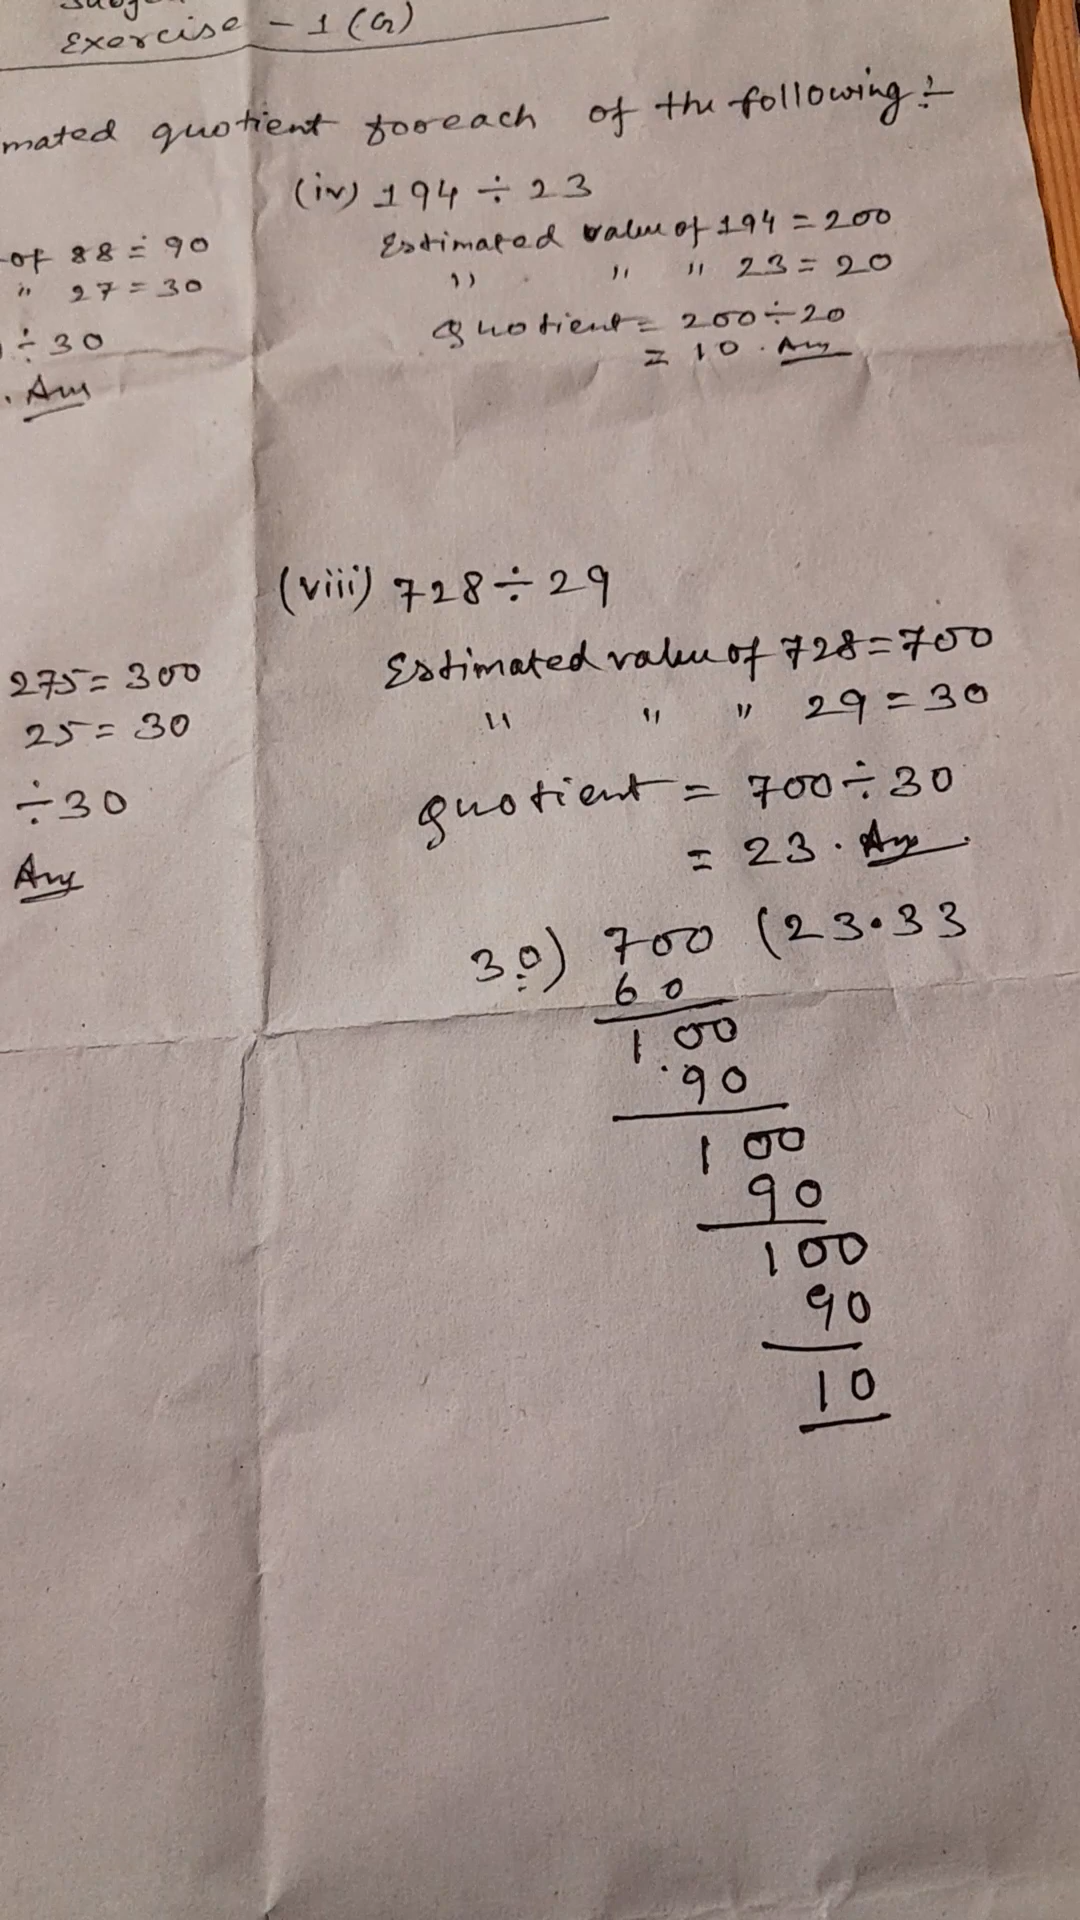 Exercise - 1 (G)
mated quotient for each of the following :-
of 88 = 90
" 27 = 30
÷ 30
. Ans
(iv) 194 ÷ 23
Estimated value of 194 = 200
" " " 23 = 20
quotient = 200 ÷ 20
= 10 . Ans
275 = 300
25 = 30
÷ 30
Ans
(viii) 728 ÷ 29
Estimated value of 728 = 700
" " " 29 = 30
quotient = 700 ÷ 30
= 23 . Ans
30) 700 (23.33
60
100
90
100
90
100
90
10